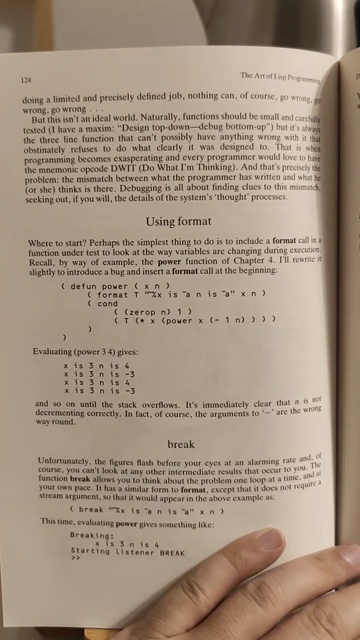 124
The Art of Lisp Programming
doing a limited and precisely defined job, nothing can, of course, go wrong, go
wrong, go wrong . . .
But this isn't an ideal world. Naturally, functions should be small and carefully
tested (I have a maxim: "Design top-down—debug bottom-up") but it's always
the three line function that can't possibly have anything wrong with it that
obstinately refuses to do what clearly it was designed to. That is when
programming becomes exasperating and every programmer would love to have
the mnemonic opcode DWIT (Do What I'm Thinking). And that's precisely the
problem: the mismatch between what the programmer has written and what he
(or she) thinks is there. Debugging is all about finding clues to this mismatch,
seeking out, if you will, the details of the system's 'thought' processes.
Using format
Where to start? Perhaps the simplest thing to do is to include a format call in a
function under test to look at the way variables are changing during execution.
Recall, by way of example, the power function of Chapter 4. I'll rewrite it
slightly to introduce a bug and insert a format call at the beginning:
( defun power ( x n )
( format T "~%x is ~a n is ~a" x n )
( cond
( (zerop n) 1 )
( T (* x (power x (- 1 n) ) ) )
)
)
Evaluating (power 3 4) gives:
x is 3 n is 4
x is 3 n is -3
x is 3 n is 4
x is 3 n is -3
and so on until the stack overflows. It's immediately clear that n is not
decrementing correctly. In fact, of course, the arguments to '-' are the wrong
way round.
break
Unfortunately, the figures flash before your eyes at an alarming rate and, of
course, you can't look at any other intermediate results that occur to you. The
function break allows you to think about the problem one loop at a time, and at
your own pace. It has a similar form to format, except that it does not require a
stream argument, so that it would appear in the above example as:
( break "~%x is ~a n is ~a" x n )
This time, evaluating power gives something like:
Breaking:
x is 3 n is 4
Starting listener BREAK
>>